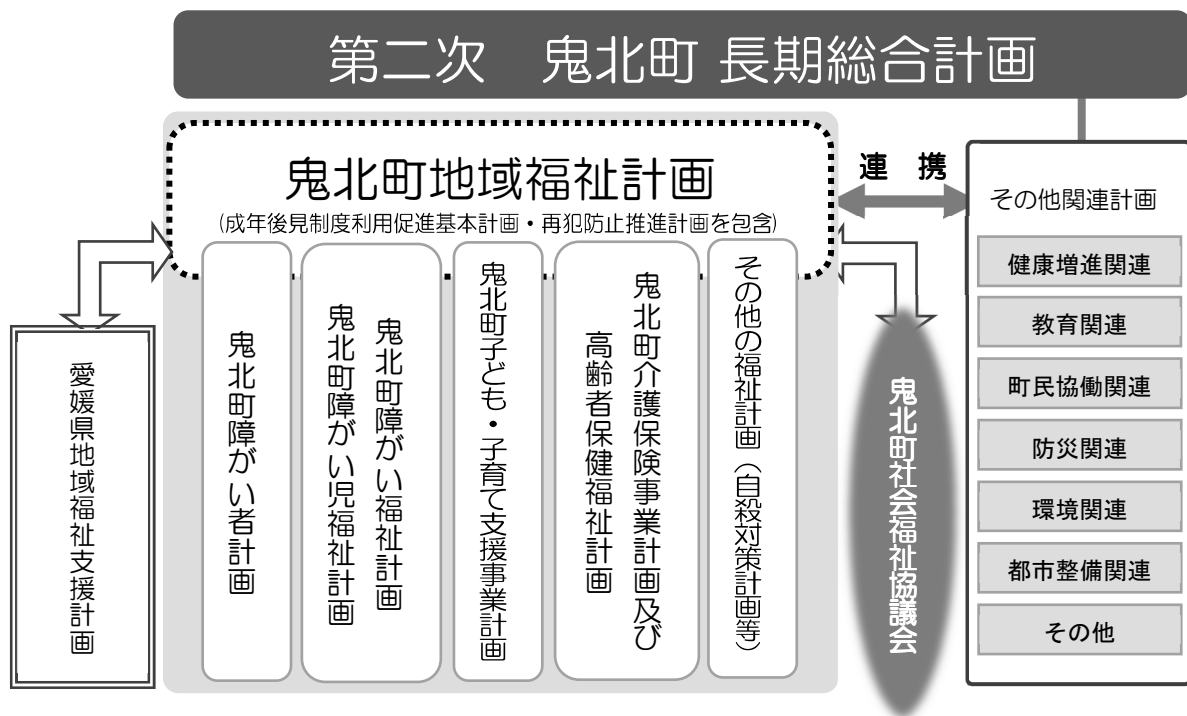 第二次　鬼北町 長期総合計画
鬼北町地域福祉計画
(成年後見制度利用促進基本計画・再犯防止推進計画を包含)
連　携
愛媛県地域福祉支援計画
鬼北町障がい者計画
鬼北町障がい福祉計画
鬼北町障がい児福祉計画
鬼北町子ども・子育て支援事業計画
鬼北町介護保険事業計画及び
高齢者保健福祉計画
その他の福祉計画（自殺対策計画等）
鬼北町社会福祉協議会
その他関連計画
健康増進関連
教育関連
町民協働関連
防災関連
環境関連
都市整備関連
その他